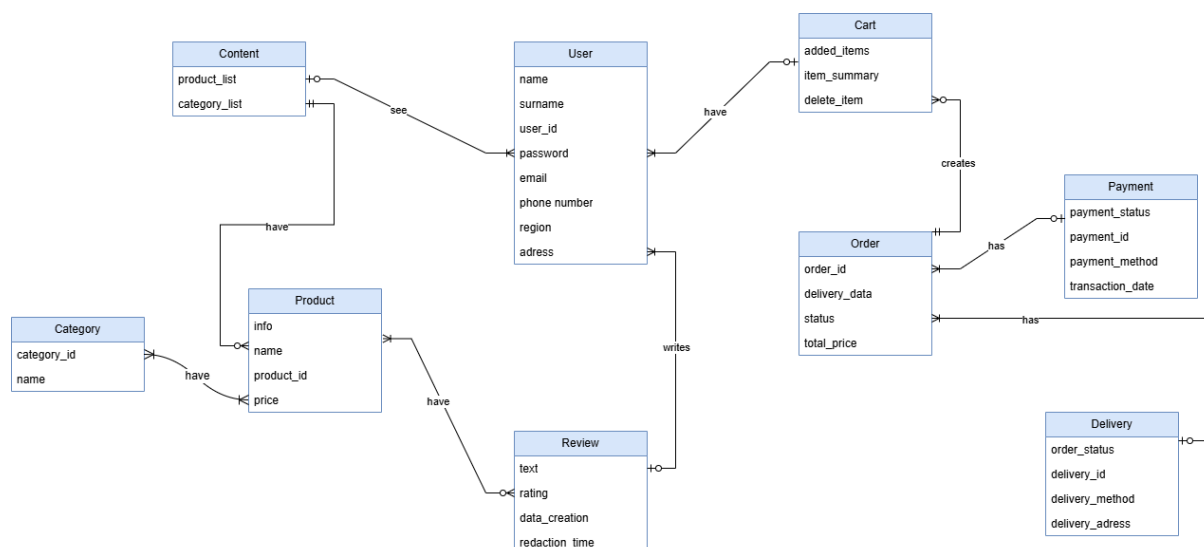 Content
product_list
category_list
User
name
surname
user_id
password
email
phone number
region
adress
Cart
added_items
item_summary
delete_item
see
have
creates
have
Payment
payment_status
payment_id
payment_method
transaction_date
Order
order_id
delivery_data
status
total_price
has
has
Category
category_id
name
have
Product
info
name
product_id
price
have
writes
Review
text
rating
data_creation
redaction_time
Delivery
order_status
delivery_id
delivery_method
delivery_adress